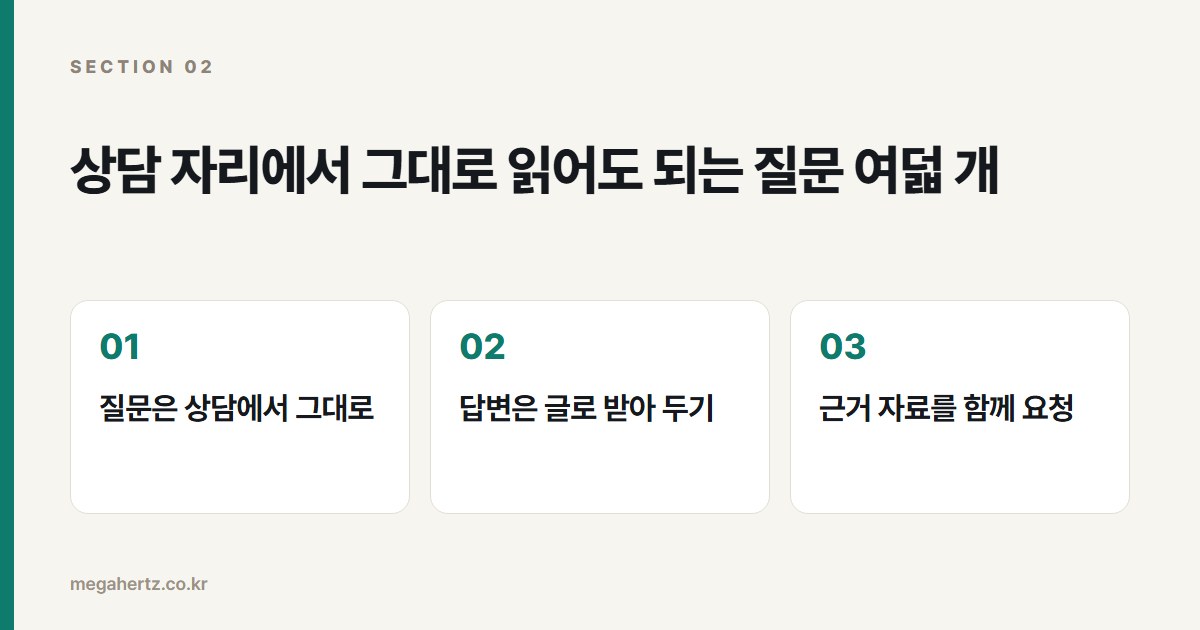 SECTION 02
상담 자리에서 그대로 읽어도 되는 질문 여덟 개
01
질문은 상담에서 그대로
02
답변은 글로 받아 두기
03
근거 자료를 함께 요청
megahertz.co.kr